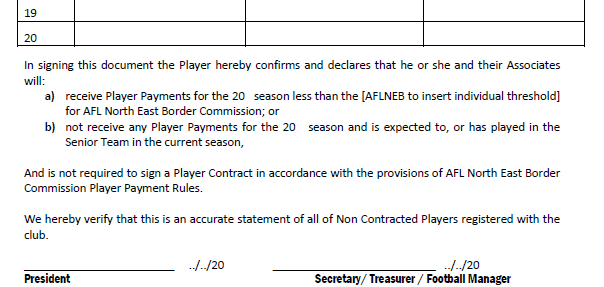 19
20
In signing this document the Player hereby confirms and declares that he or she and their Associates
will:
a) receive Player Payments for the 20 season less than the [AFLNEB to insert individual threshold]
for AFL North East Border Commission; or
b) not receive any Player Payments for the 20 season and is expected to, or has played in the
Senior Team in the current season,
And is not required to sign a Player Contract in accordance with the provisions of AFL North East Border
Commission Player Payment Rules.
We hereby verify that this is an accurate statement of all of Non Contracted Players registered with the
club.
../../20 ../../20
President Secretary/ Treasurer / Football Manager